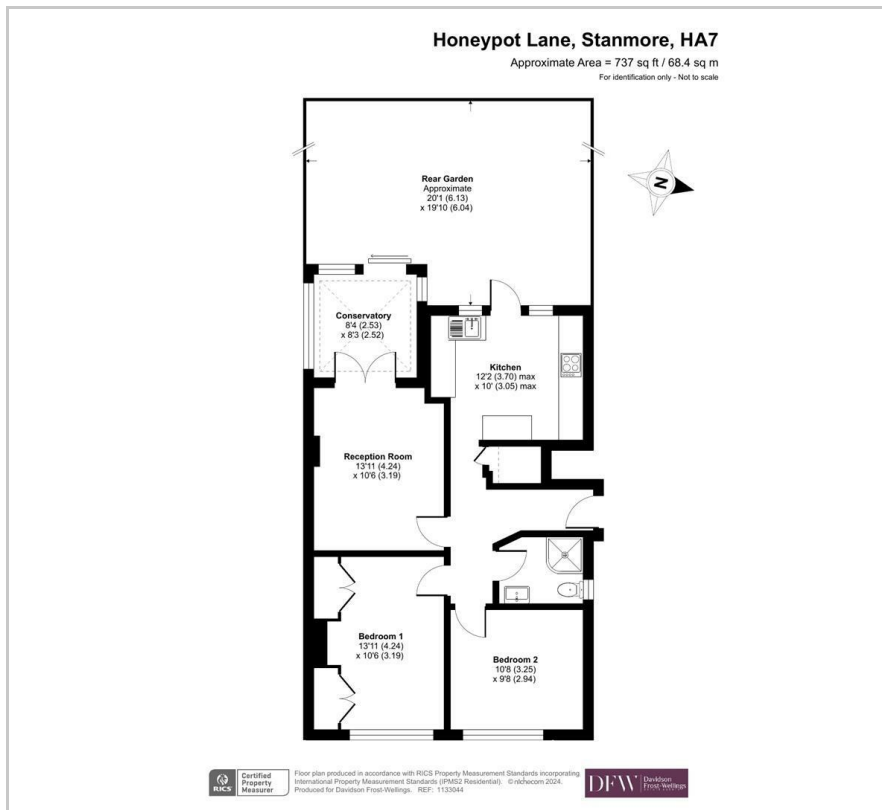 Honeypot Lane, Stanmore, HA7
Approximate Area = 737 sq ft / 68.4 sq m
For identification only - Not to scale
Rear Garden
Approximate
20'1 (6.13)
x 19'10 (6.04)
N
Conservatory
8'4 (2.53)
x 8'3 (2.52)
Kitchen
12'2 (3.70) max
x 10' (3.05) max
Reception Room
13'11 (4.24)
x 10'6 (3.19)
Bedroom 1
13'11 (4.24)
x 10'6 (3.19)
Bedroom 2
10'8 (3.25)
x 9'8 (2.94)
RICS
Certified
Property
Measurer
Floor plan produced in accordance with RICS Property Measurement Standards incorporating
International Property Measurement Standards (IPMS2 Residential). © nichecom 2024.
Produced for Davidson Frost-Wellings. REF: 1133044
DFW
Davidson
Frost-Wellings